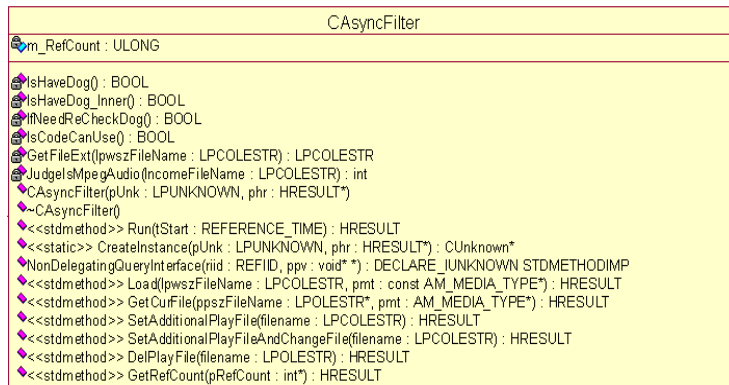 CAsyncFilter
m_RefCount : ULONG
IsHaveDog() : BOOL
IsHaveDog_Inner() : BOOL
IfNeedReCheckDog() : BOOL
IsCodeCanUse() : BOOL
GetFileExt(lpwszFileName : LPCOLESTR) : LPCOLESTR
JudgeIsMpegAudio(IncomeFileName : LPCOLESTR) : int
CAsyncFilter(pUnk : LPUNKNOWN, phr : HRESULT*)
~CAsyncFilter()
<<stdmethod>> Run(tStart : REFERENCE_TIME) : HRESULT
<<static>> CreateInstance(pUnk : LPUNKNOWN, phr : HRESULT*) : CUnknown*
NonDelegatingQueryInterface(riid : REFIID, ppv : void* *) : DECLARE_IUNKNOWN STDMETHODIMP
<<stdmethod>> Load(lpwszFileName : LPCOLESTR, pmt : const AM_MEDIA_TYPE*) : HRESULT
<<stdmethod>> GetCurFile(ppszFileName : LPOLESTR*, pmt : AM_MEDIA_TYPE*) : HRESULT
<<stdmethod>> SetAdditionalPlayFile(filename : LPCOLESTR) : HRESULT
<<stdmethod>> SetAdditionalPlayFileAndChangeFile(filename : LPCOLESTR) : HRESULT
<<stdmethod>> DelPlayFile(filename : LPOLESTR) : HRESULT
<<stdmethod>> GetRefCount(pRefCount : int*) : HRESULT